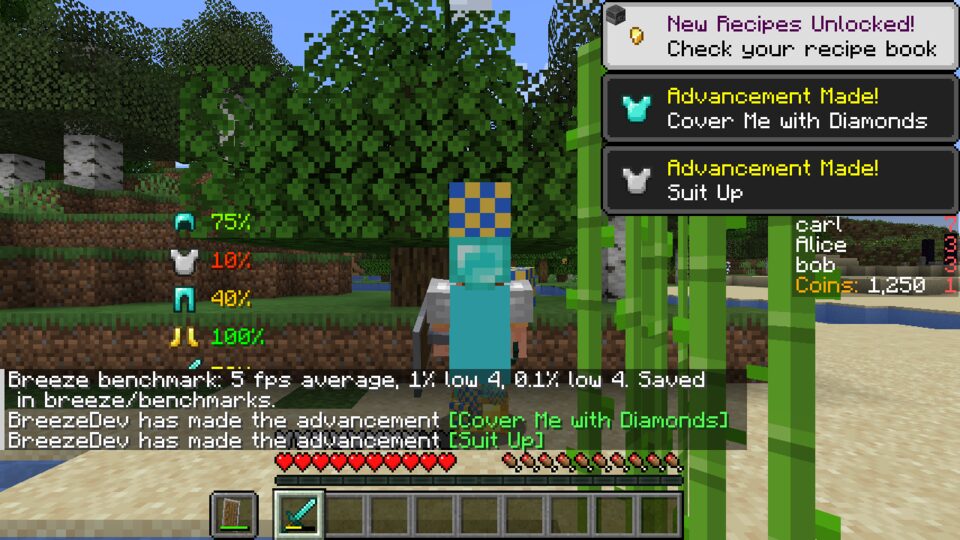 New Recipes Unlocked!
Check your recipe book
Advancement Made!
Cover Me with Diamonds
Advancement Made!
Suit Up
carl 7
Alice 3
bob 3
Coins: 1,250 1
75%
10%
40%
100%
Breeze benchmark: 5 fps average, 1% low 4, 0.1% low 4. Saved
in breeze/benchmarks.
BreezeDev has made the advancement [Cover Me with Diamonds]
BreezeDev has made the advancement [Suit Up]